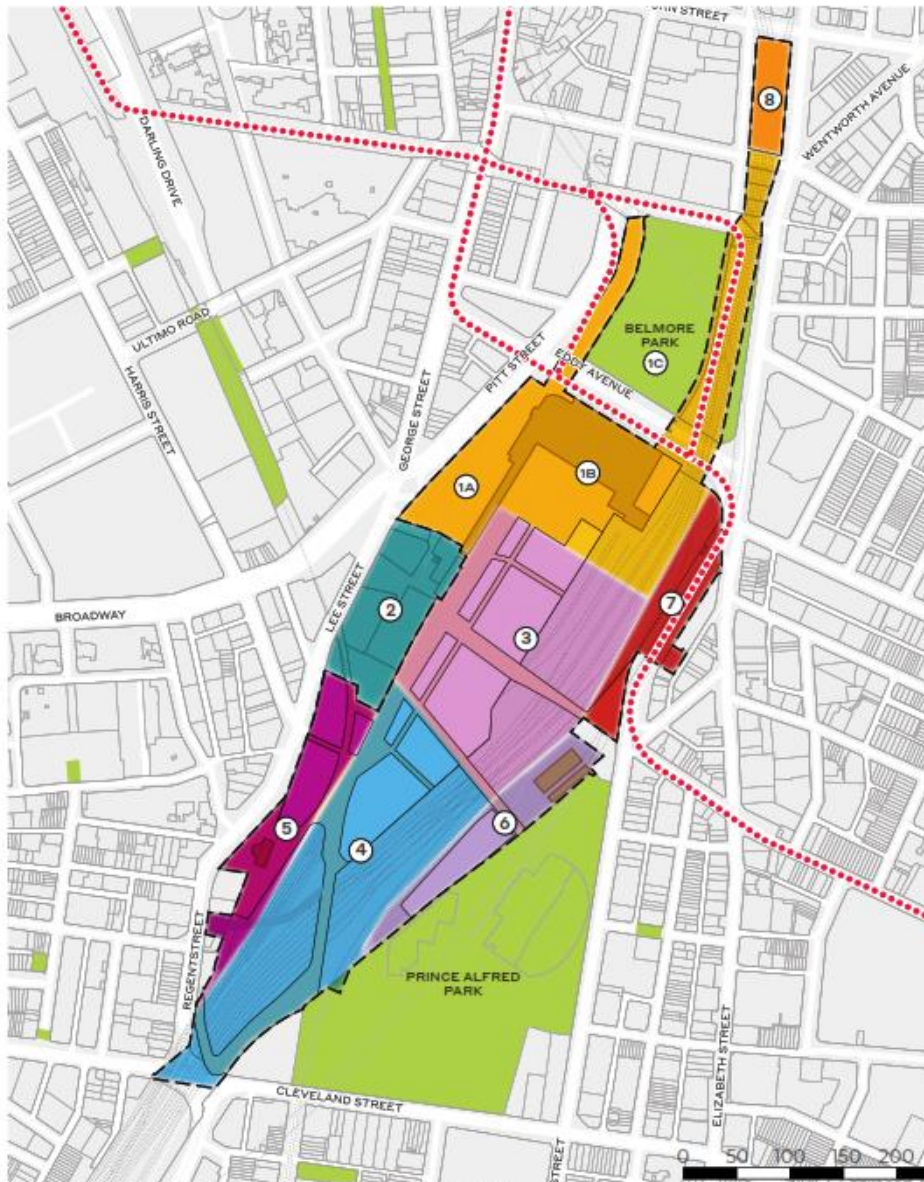 8
WENTWORTH AVENUE
DARLING DRIVE
ULTIMO ROAD
HARRIS STREET
GEORGE STREET
PITT STREET
EDDY AVENUE
BELMORE
PARK
1C
1A
1B
LEE STREET
BROADWAY
2
3
7
5
4
6
REGENT STREET
PRINCE ALFRED
PARK
CLEVELAND STREET
ELIZABETH STREET
STREET
0 50 100 150 200